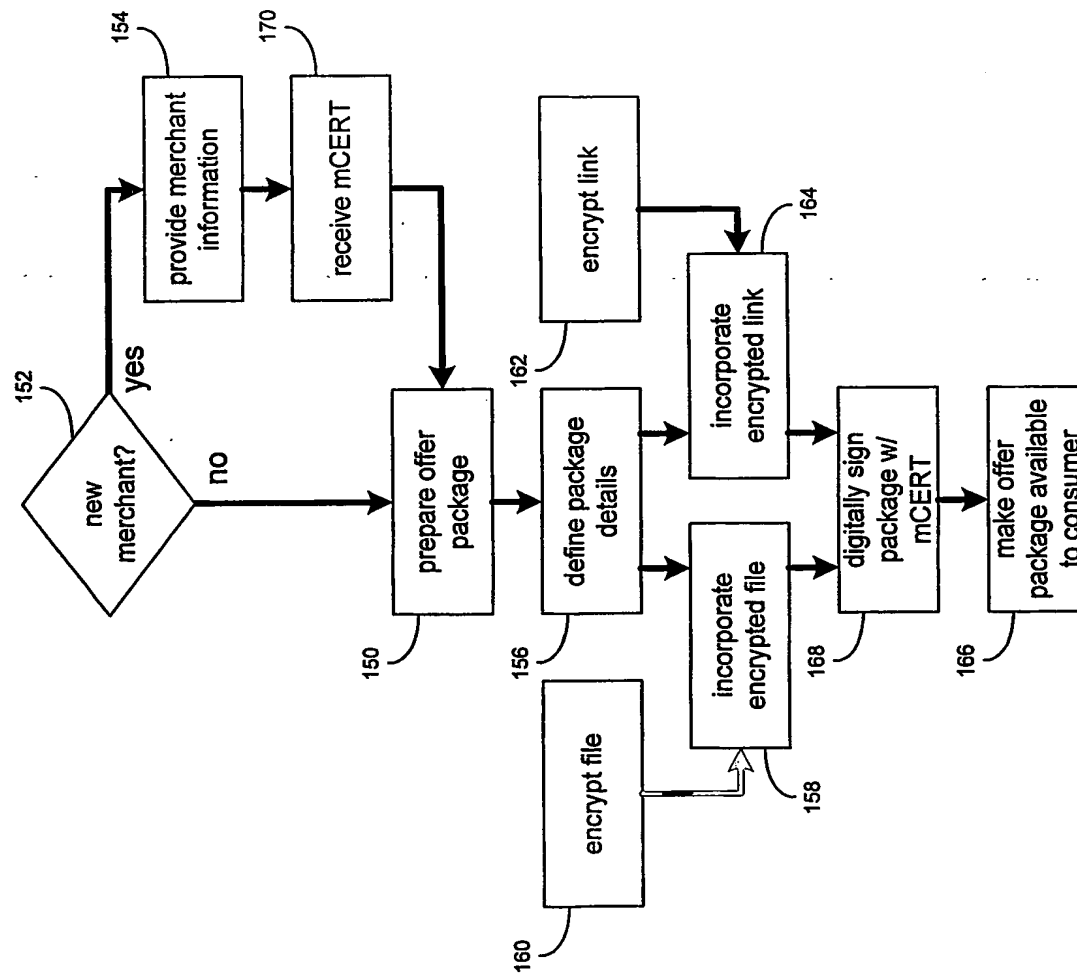 152
new
merchant?
yes
no
154
provide merchant
information
170
receive mCERT
150
prepare offer
package
156
define package
details
160
encrypt file
162
encrypt link
158
incorporate
encrypted file
164
incorporate
encrypted link
168
digitally sign
package w/
mCERT
166
make offer
package available
to consumer